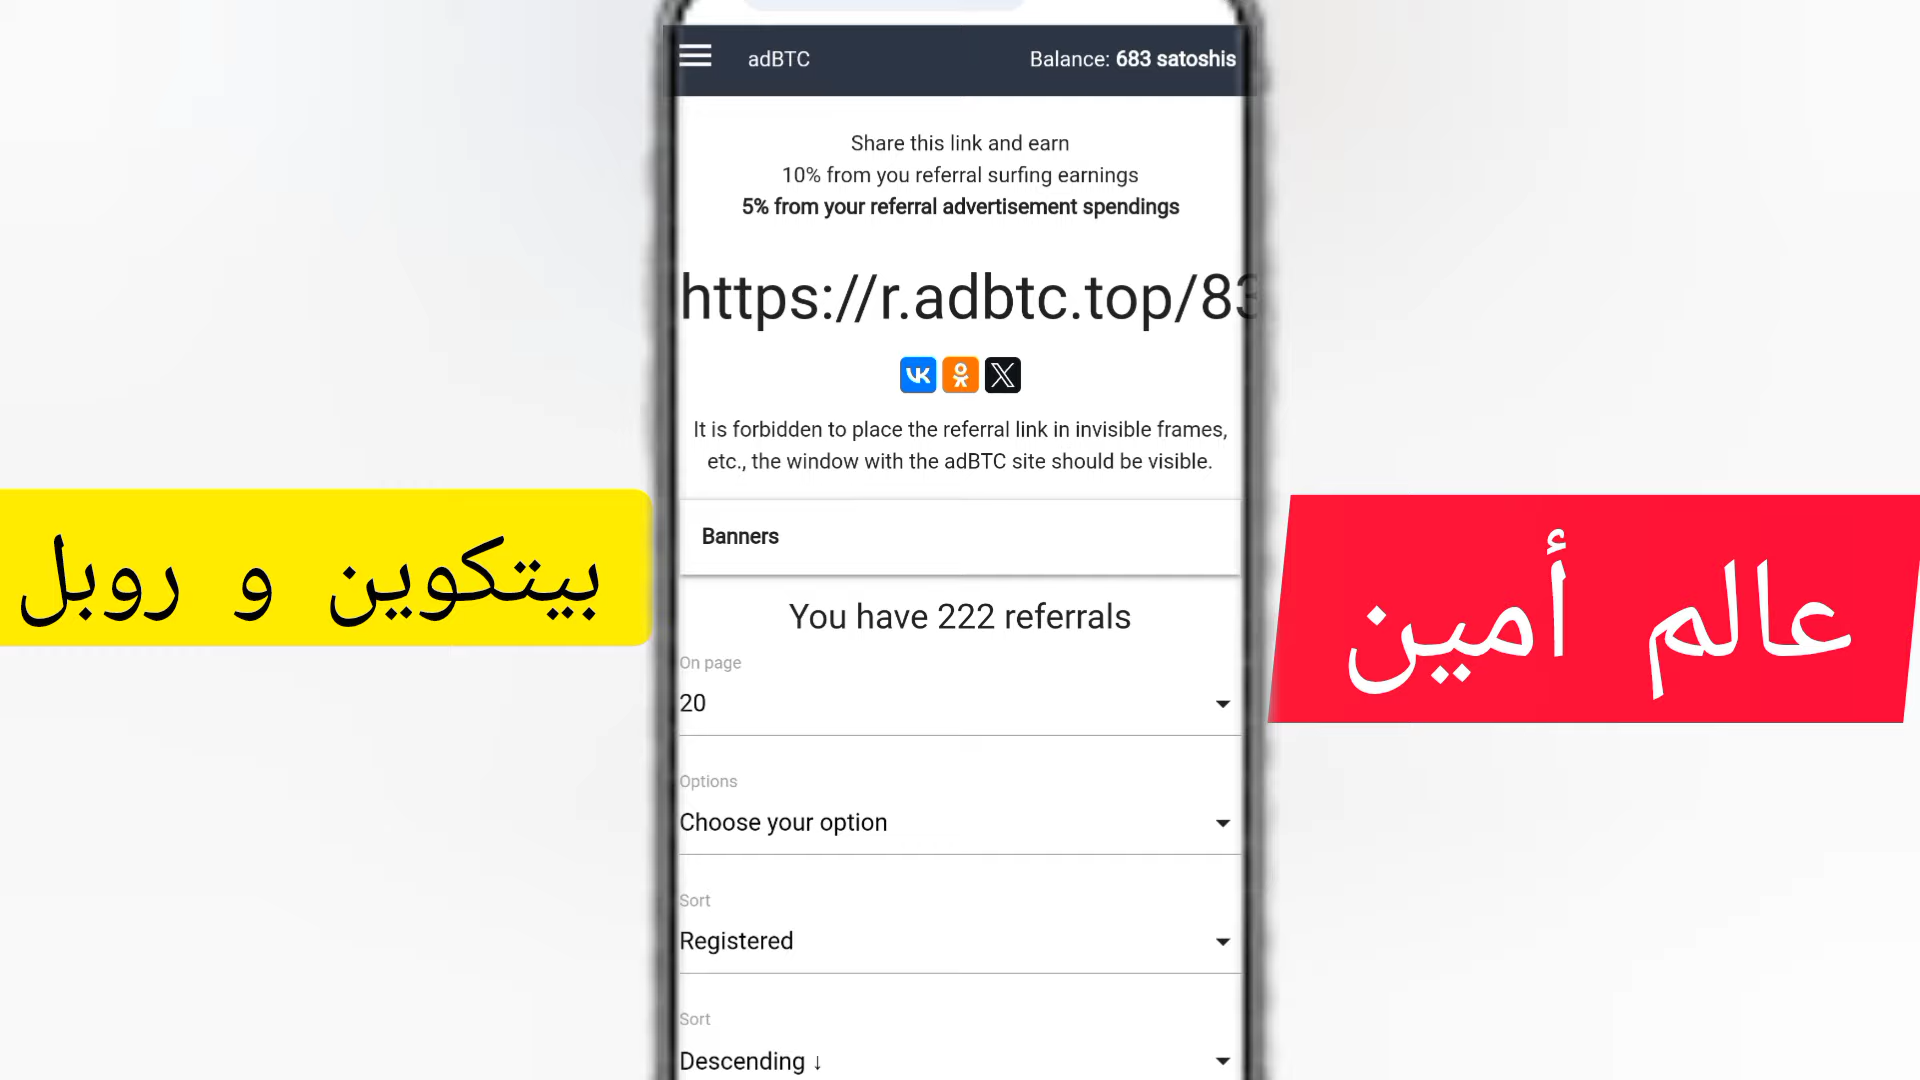 adBTC
Balance: 683 satoshis
Share this link and earn
10% from you referral surfing earnings
5% from your referral advertisement spendings
https://r.adbtc.top/83
It is forbidden to place the referral link in invisible frames,
etc., the window with the adBTC site should be visible.
Banners
بيتكوين و روبل
عالم أمين
You have 222 referrals
On page
20
Options
Choose your option
Sort
Registered
Sort
Descending ↓